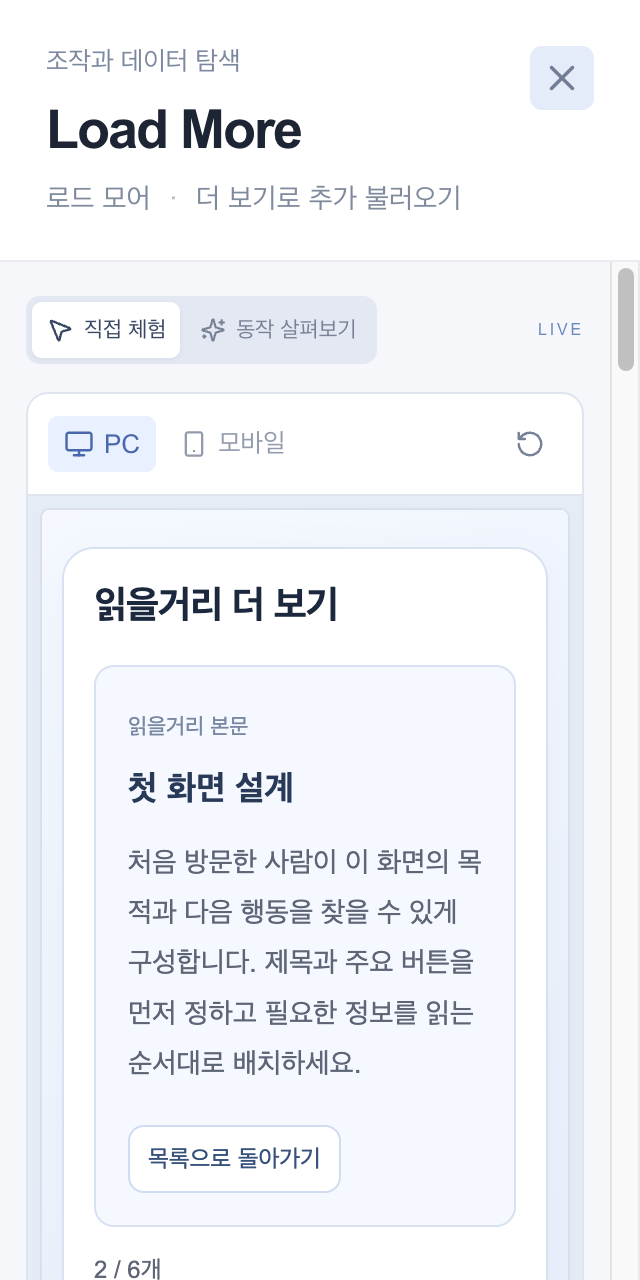 조작과 데이터 탐색
Load More
로드 모어 · 더 보기로 추가 불러오기
직접 체험
동작 살펴보기
LIVE
PC
모바일
읽을거리 더 보기
읽을거리 본문
첫 화면 설계
처음 방문한 사람이 이 화면의 목
적과 다음 행동을 찾을 수 있게
구성합니다. 제목과 주요 버튼을
먼저 정하고 필요한 정보를 읽는
순서대로 배치하세요.
목록으로 돌아가기
2 / 6개